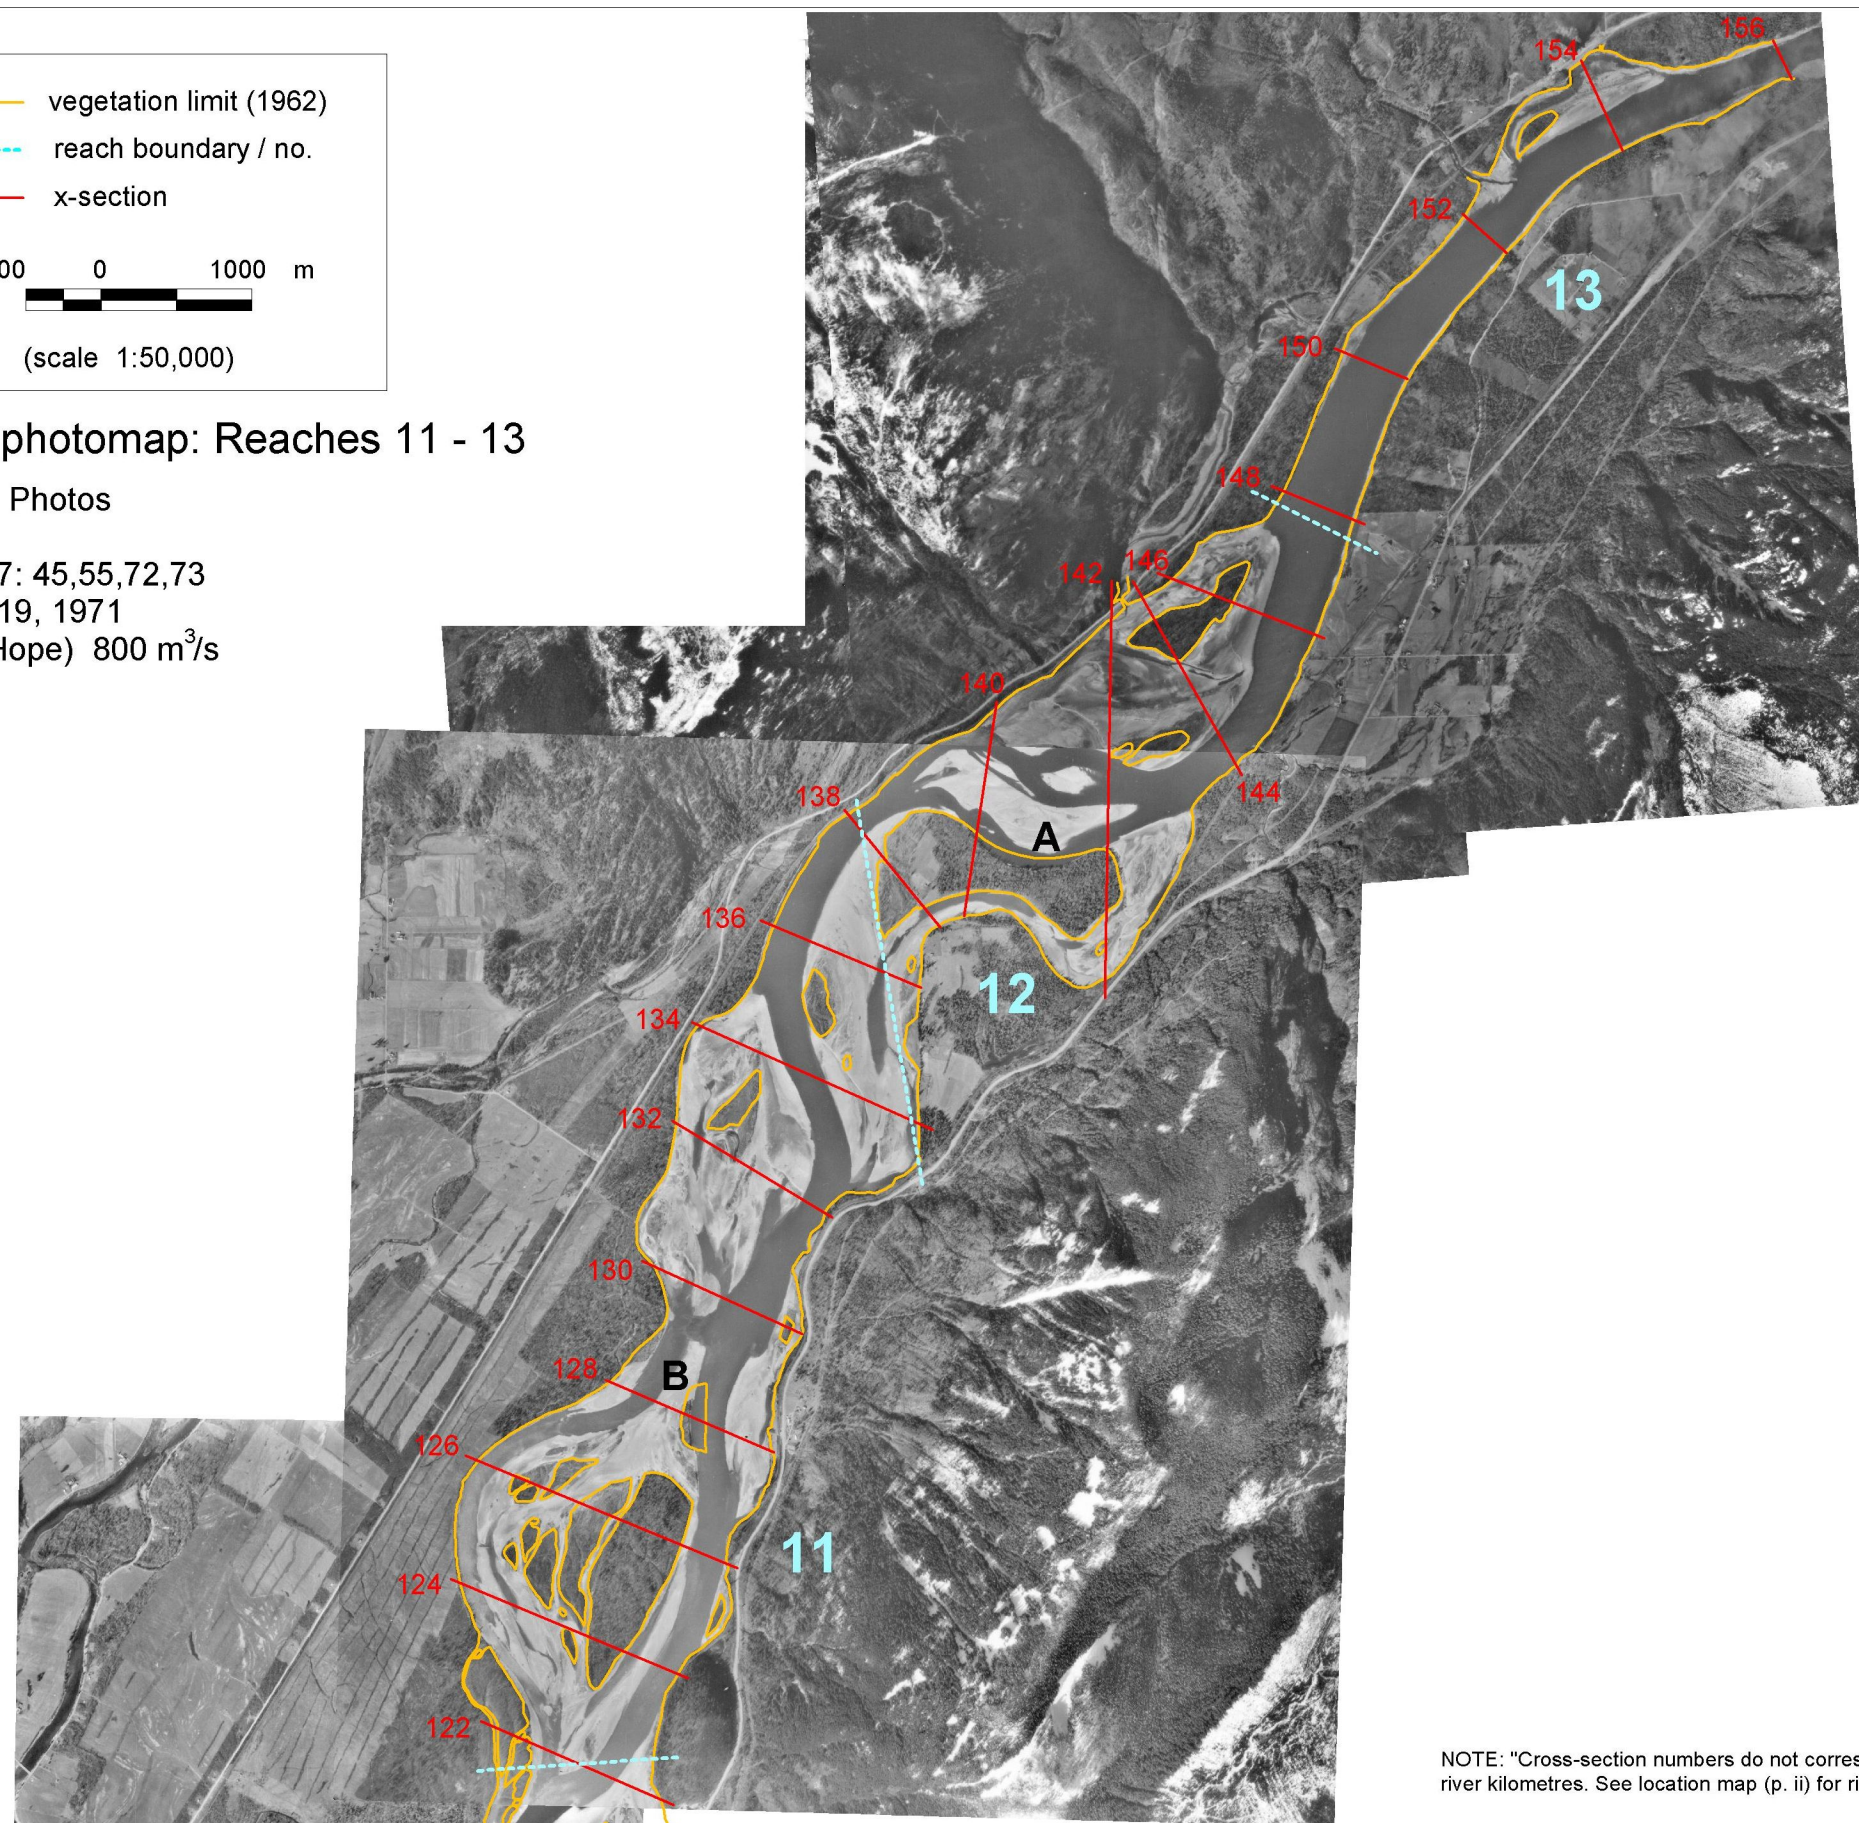 vegetation limit (1962)
reach boundary / no.
x-section
00 0 1000 m
(scale 1:50,000)
photomap: Reaches 11 - 13
Photos
7: 45,55,72,73
19, 1971
Hope) 800 m³/s
156
154
152
13
150
148
146
142
140
144
138
A
136
12
134
132
130
128
B
126
11
124
122
NOTE: "Cross-section numbers do not corres
river kilometres. See location map (p. ii) for ri